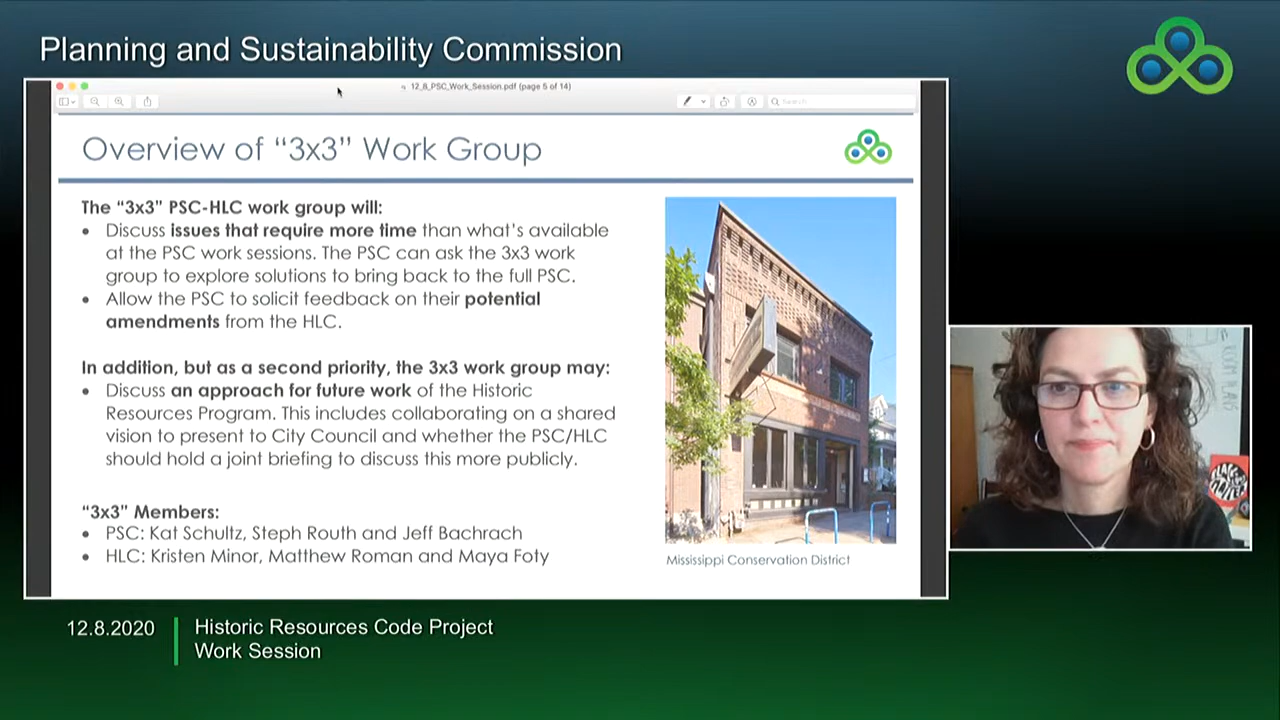 Planning and Sustainability Commission
12_8_PSC_Work_Session.pdf (page 5 of 14)
Search
Overview of “3x3” Work Group
The “3x3” PSC-HLC work group will:
• Discuss issues that require more time than what’s available
at the PSC work sessions. The PSC can ask the 3x3 work
group to explore solutions to bring back to the full PSC.
• Allow the PSC to solicit feedback on their potential
amendments from the HLC.
In addition, but as a second priority, the 3x3 work group may:
• Discuss an approach for future work of the Historic
Resources Program. This includes collaborating on a shared
vision to present to City Council and whether the PSC/HLC
should hold a joint briefing to discuss this more publicly.
“3x3” Members:
• PSC: Kat Schultz, Steph Routh and Jeff Bachrach
• HLC: Kristen Minor, Matthew Roman and Maya Foty
Mississippi Conservation District
12.8.2020
Historic Resources Code Project
Work Session